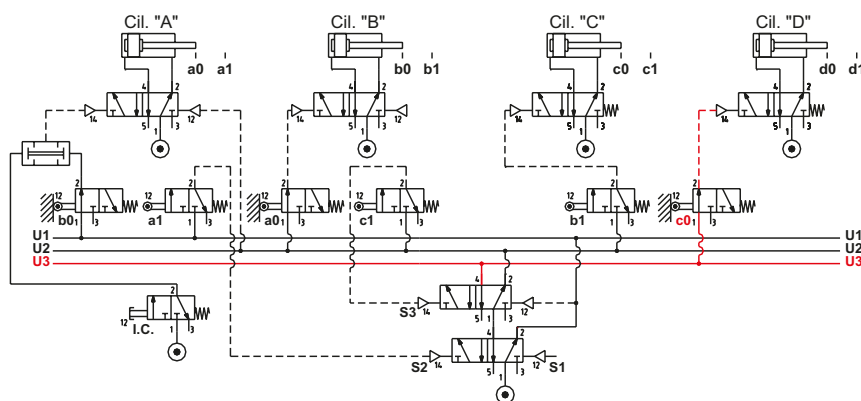 Cil. "A" Cil. "B" Cil. "C" Cil. "D"
a0 a1 b0 b1 c0 c1 d0 d1
4 2 4 2 4 2 4 2
14 5 1 3 12 14 5 1 3 12 14 5 1 3 14 5 1 3
12 2 12 2 12 2 12 2 12 2 12 2
b0 1 3 a1 1 3 a0 1 3 c1 1 3 b1 1 3 c0 1 3
U1 U1
U2 U2
U3 U3
2 4 2
12 I.C. 1 3 S3 14 5 1 3 12
4 2
S2 14 5 1 3 12 S1